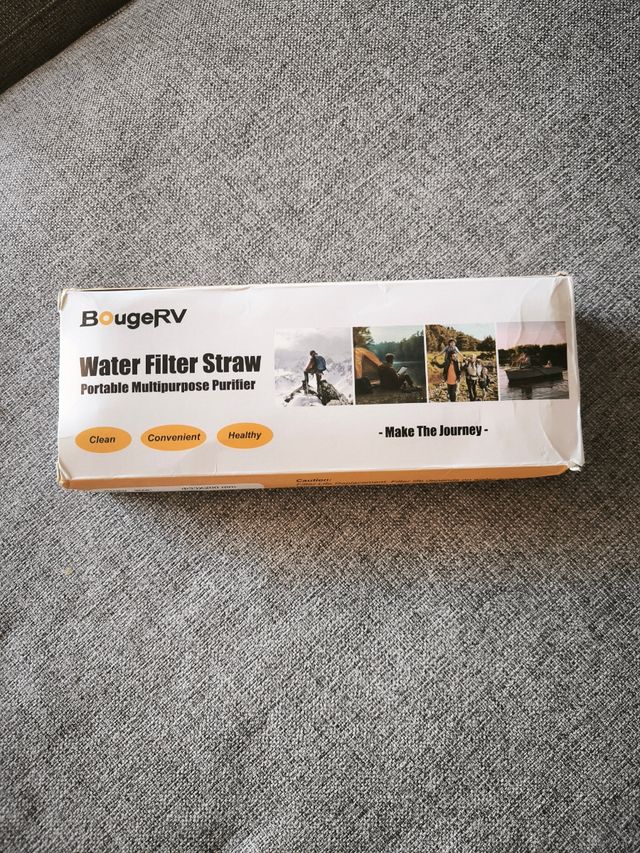 BougeRV
Water Filter Straw
Portable Multipurpose Purifier
Clean
Convenient
Healthy
- Make The Journey -
Caution: